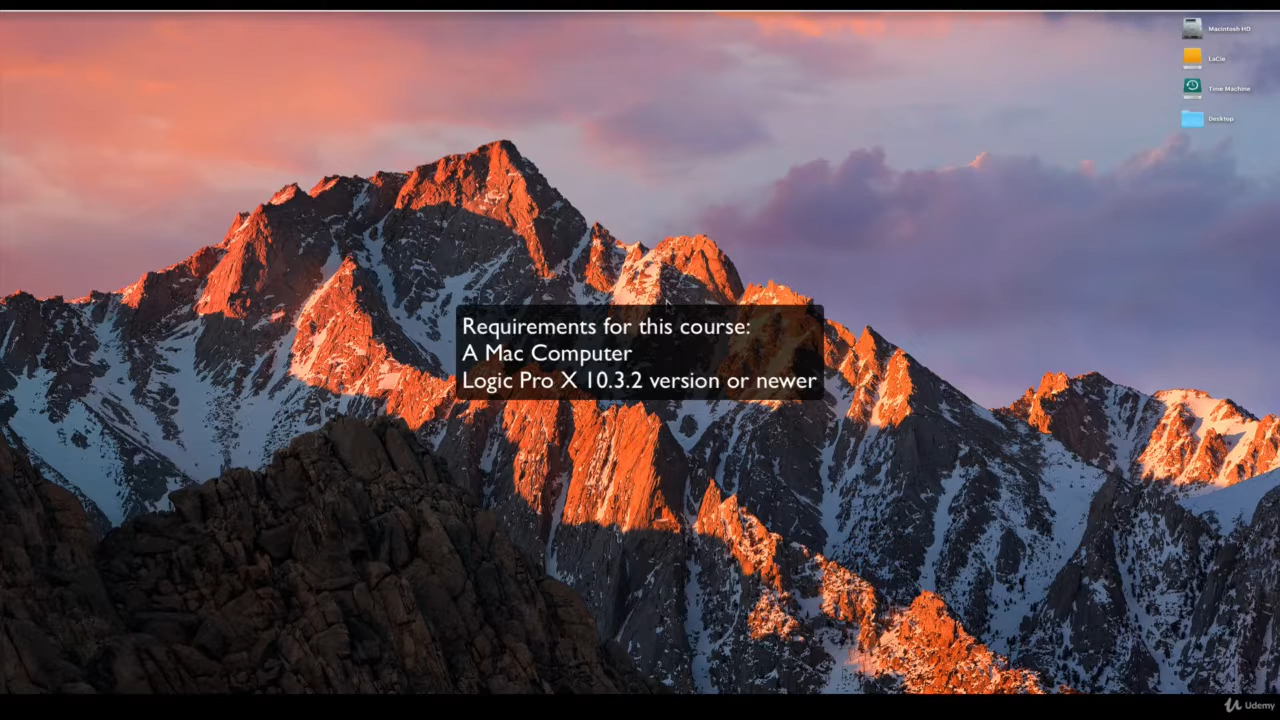 Macintosh HD
LaCie
Time Machine
Desktop
Requirements for this course:
A Mac Computer
Logic Pro X 10.3.2 version or newer
Udemy